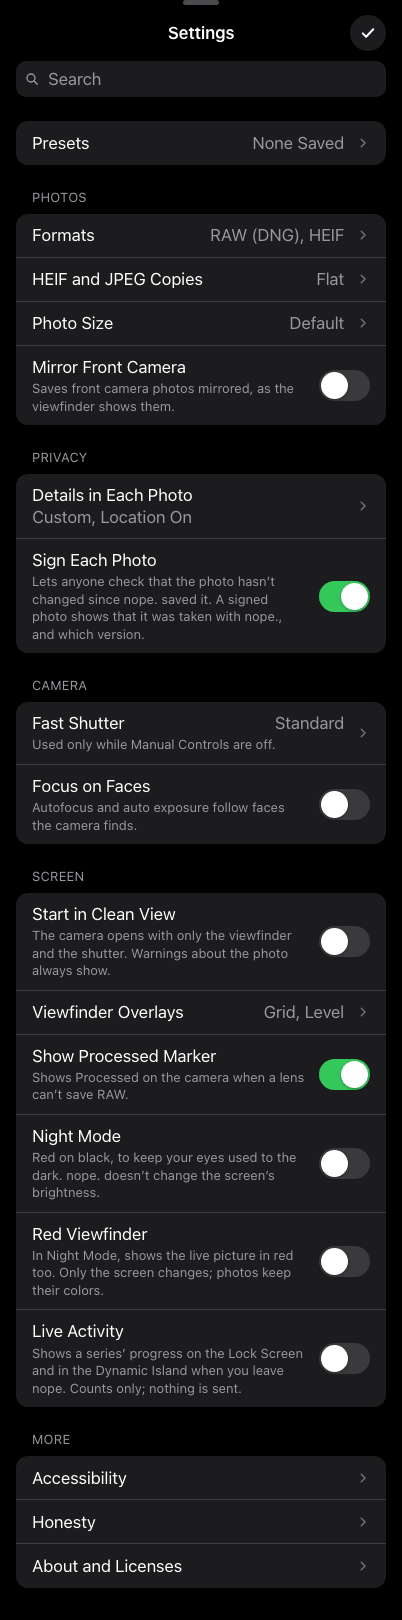 Settings
Search
Presets
None Saved
PHOTOS
Formats
RAW (DNG), HEIF
HEIF and JPEG Copies
Flat
Photo Size
Default
Mirror Front Camera
Saves front camera photos mirrored, as the
viewfinder shows them.
PRIVACY
Details in Each Photo
Custom, Location On
Sign Each Photo
Lets anyone check that the photo hasn’t
changed since nope. saved it. A signed
photo shows that it was taken with nope.,
and which version.
CAMERA
Fast Shutter
Standard
Used only while Manual Controls are off.
Focus on Faces
Autofocus and auto exposure follow faces
the camera finds.
SCREEN
Start in Clean View
The camera opens with only the viewfinder
and the shutter. Warnings about the photo
always show.
Viewfinder Overlays
Grid, Level
Show Processed Marker
Shows Processed on the camera when a lens
can’t save RAW.
Night Mode
Red on black, to keep your eyes used to the
dark. nope. doesn’t change the screen’s
brightness.
Red Viewfinder
In Night Mode, shows the live picture in red
too. Only the screen changes; photos keep
their colors.
Live Activity
Shows a series’ progress on the Lock Screen
and in the Dynamic Island when you leave
nope. Counts only; nothing is sent.
MORE
Accessibility
Honesty
About and Licenses